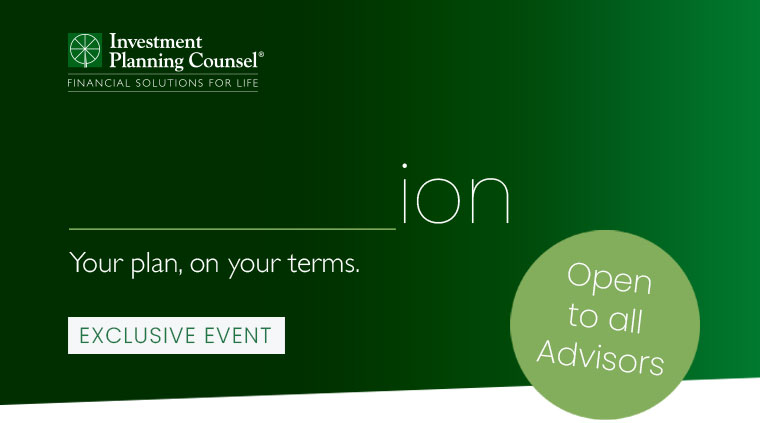 Investment
Planning Counsel®
FINANCIAL SOLUTIONS FOR LIFE
ion
Your plan, on your terms.
EXCLUSIVE EVENT
Open
to all
Advisors